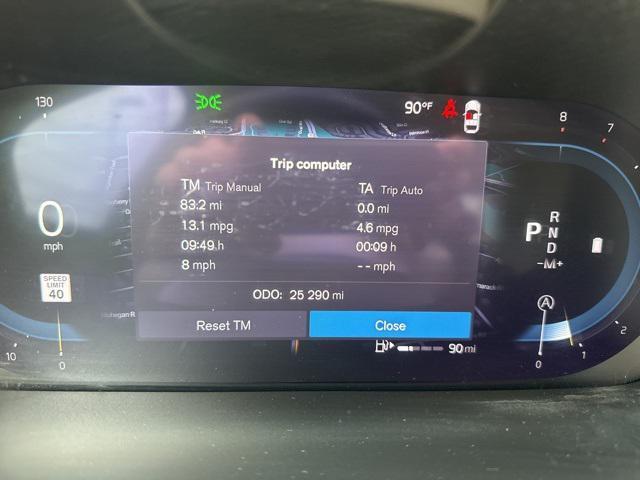 130
90°F
8
7
Trip computer
TM Trip Manual
TA Trip Auto
83.2 mi
0.0 mi
13.1 mpg
4.6 mpg
09:49 h
00:09 h
8 mph
-- mph
ODO: 25 290 mi
Reset TM
Close
0
mph
SPEED
LIMIT
40
P
R
N
D
-M+
A
90 mi
10
0
0
1
2